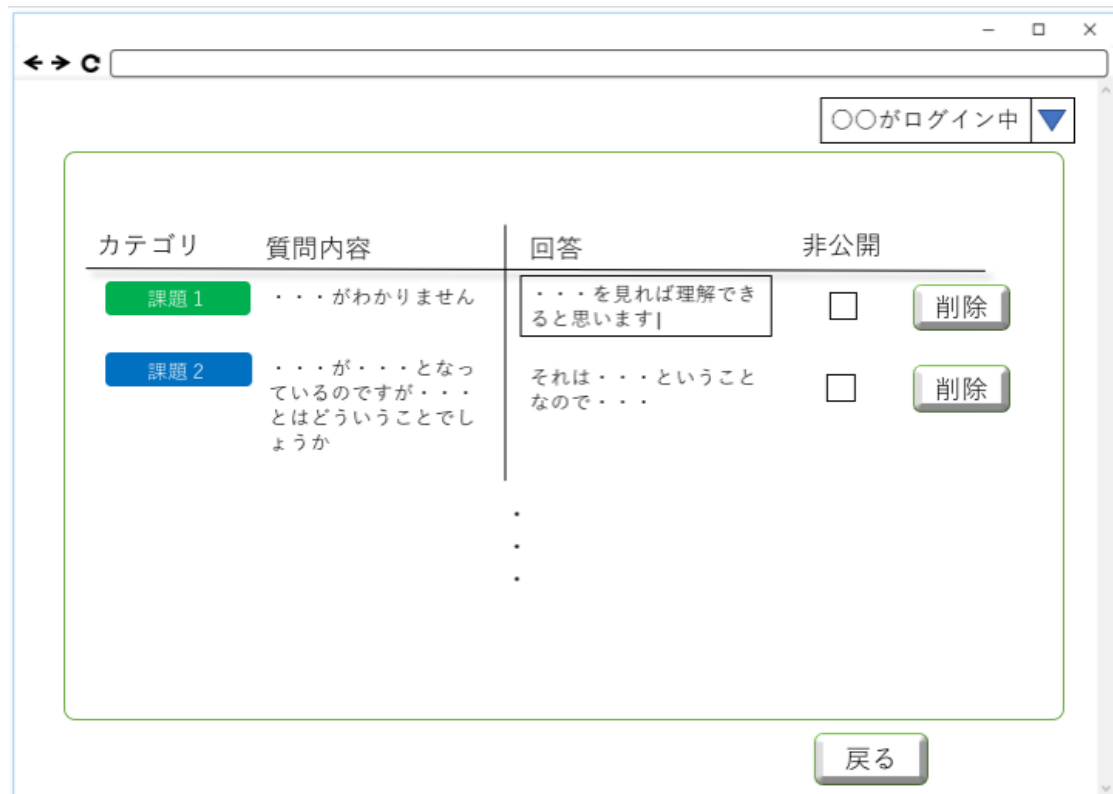 〇〇がログイン中
カテゴリ
質問内容
回答
非公開
課題1
・・・がわかりません
・・・を見れば理解でき
ると思います|
削除
課題2
・・・が・・・となっ
ているのですが・・・
とはどういうことでし
ょうか
それは・・・ということ
なので・・・
削除
・
・
・
戻る